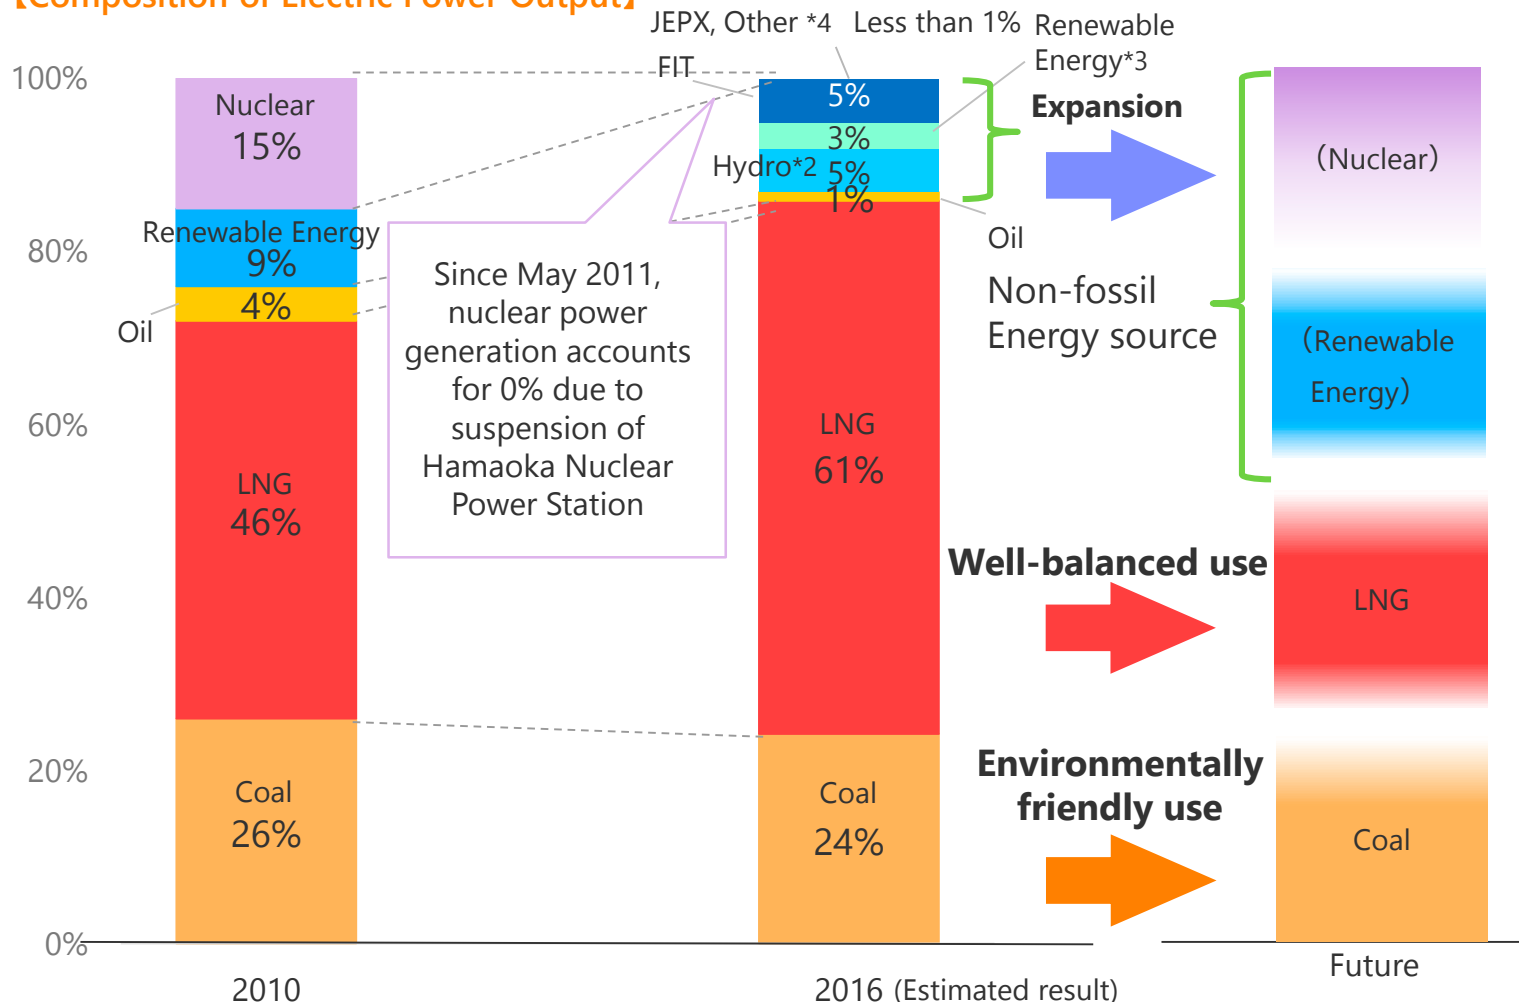 【Composition of Electric Power Output】
JEPX, Other *4 Less than 1%
Renewable
Energy*3
FIT
100%
80%
60%
40%
20%
0%
Nuclear
15%
Renewable Energy
9%
4%
Oil
LNG
46%
Coal
26%
2010
Since May 2011,
nuclear power
generation accounts
for 0% due to
suspension of
Hamaoka Nuclear
Power Station
5%
3%
Hydro*2 5%
1%
Oil
LNG
61%
Coal
24%
2016 (Estimated result)
Expansion
Non-fossil
Energy source
Well-balanced use
Environmentally
friendly use
（Nuclear）
（Renewable
Energy）
LNG
Coal
Future